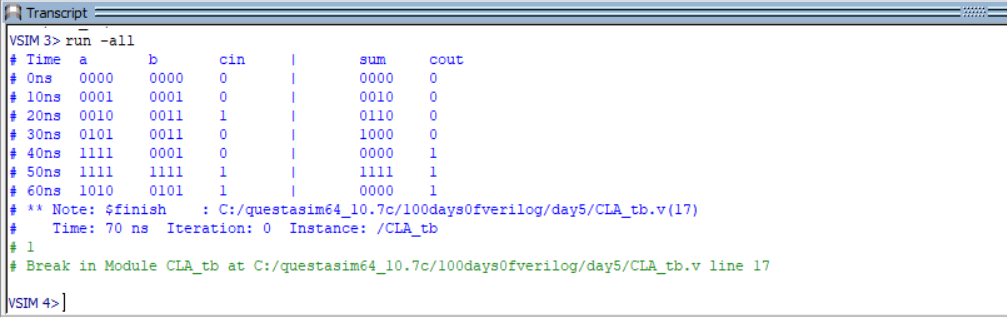 Transcript
VSIM 3> run -all
# Time a b cin | sum cout
# 0ns 0000 0000 0 | 0000 0
# 10ns 0001 0001 0 | 0010 0
# 20ns 0010 0011 1 | 0110 0
# 30ns 0101 0011 0 | 1000 0
# 40ns 1111 0001 0 | 0000 1
# 50ns 1111 1111 1 | 1111 1
# 60ns 1010 0101 1 | 0000 1
# ** Note: $finish : C:/questasim64_10.7c/100days0fverilog/day5/CLA_tb.v(17)
# Time: 70 ns Iteration: 0 Instance: /CLA_tb
# 1
# Break in Module CLA_tb at C:/questasim64_10.7c/100days0fverilog/day5/CLA_tb.v line 17
VSIM 4>